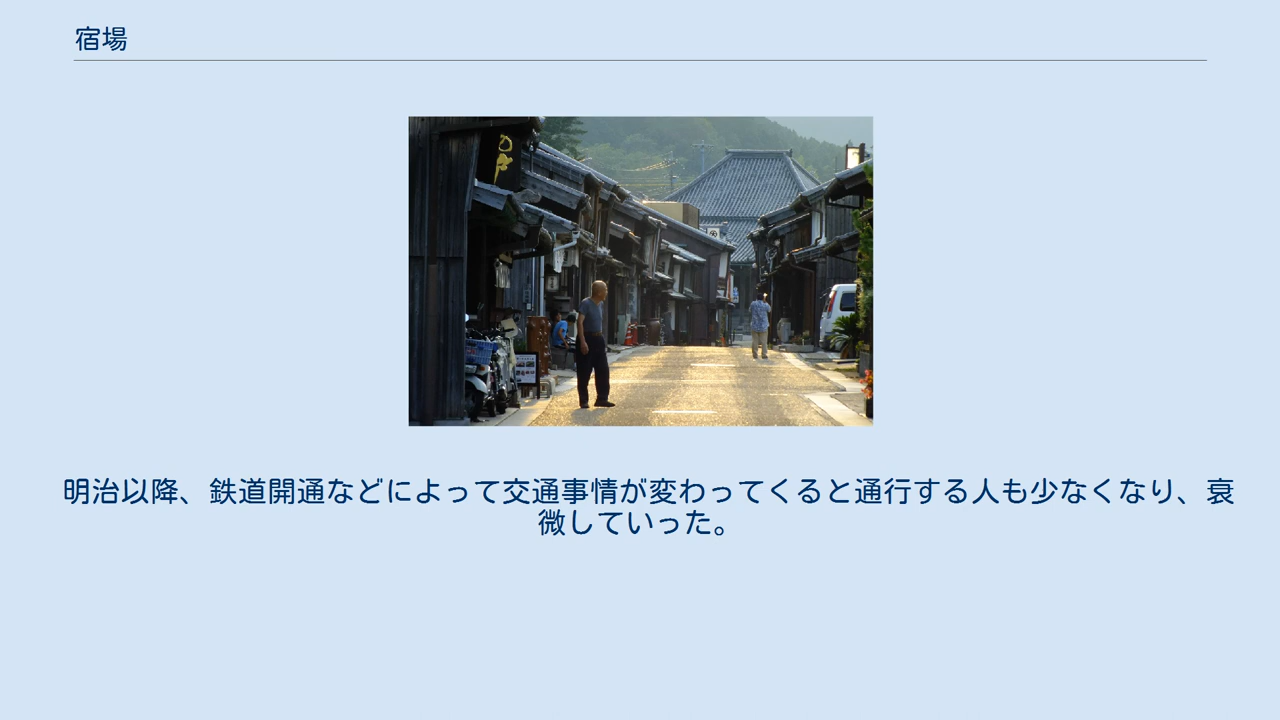 宿場
明治以降、鉄道開通などによって交通事情が変わってくると通行する人も少なくなり、衰
微していった。